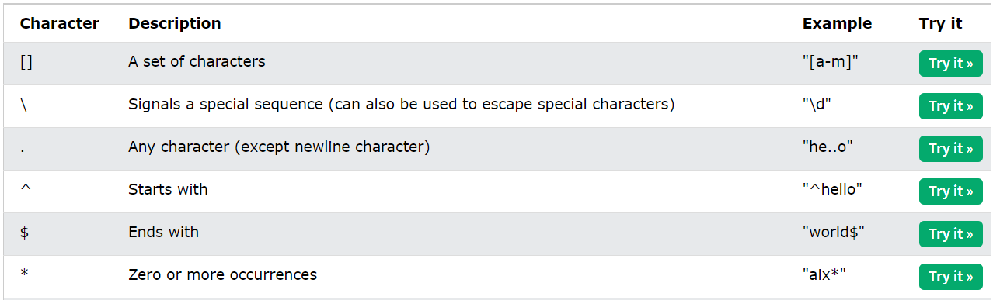 Character Description Example Try it
[] A set of characters "[a-m]" Try it »
\ Signals a special sequence (can also be used to escape special characters) "\d" Try it »
. Any character (except newline character) "he..o" Try it »
^ Starts with "^hello" Try it »
$ Ends with "world$" Try it »
* Zero or more occurrences "aix*" Try it »